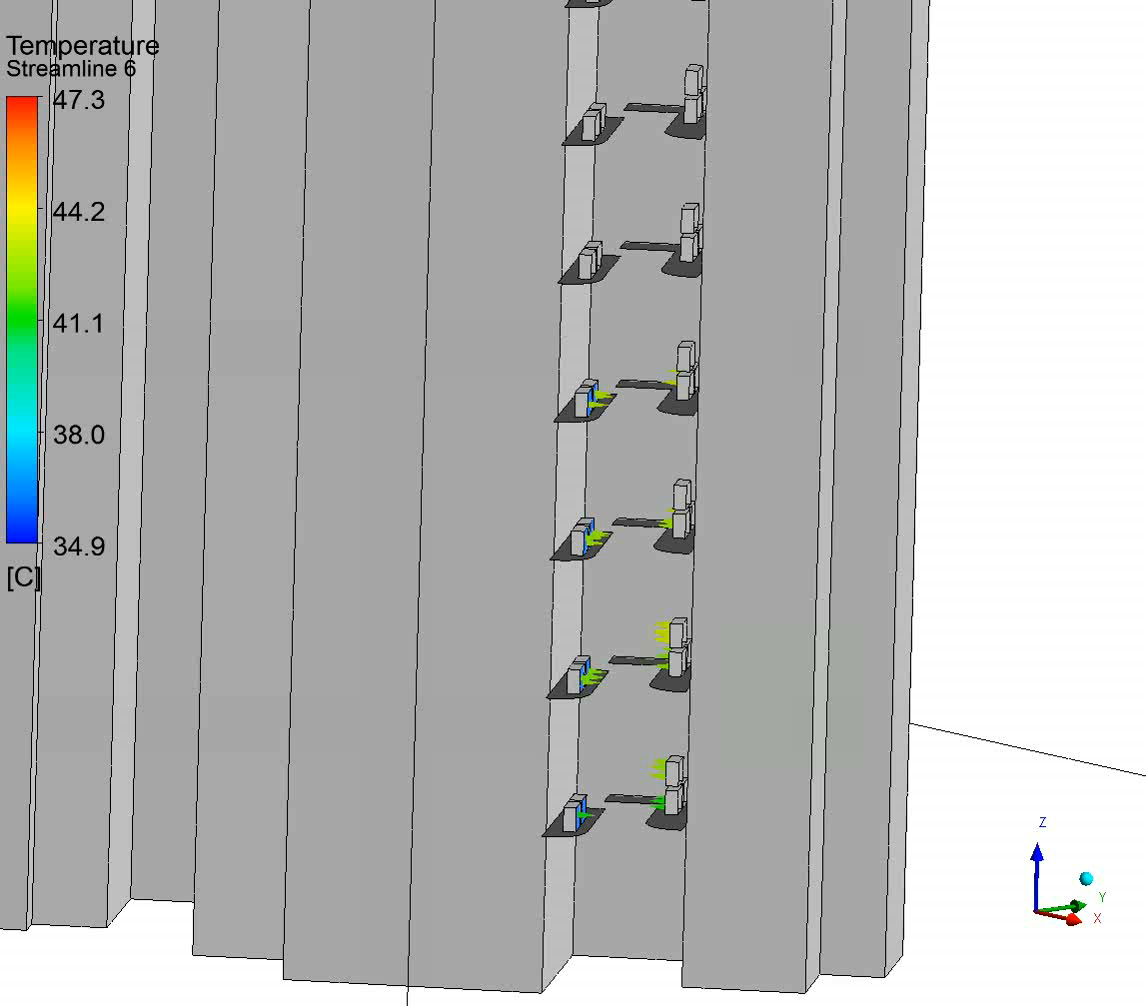 Temperature
Streamline 6
47.3
44.2
41.1
38.0
34.9
[C]
Z
Y
X